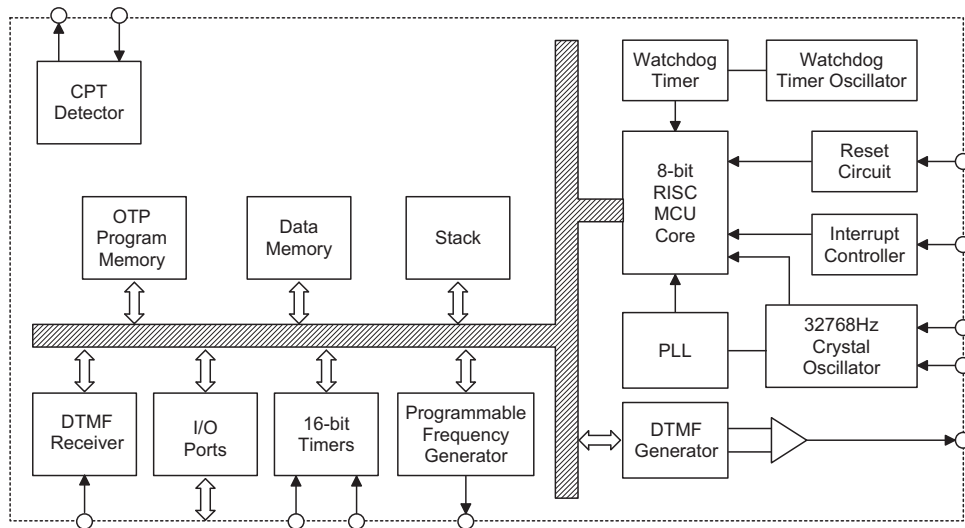 CPT
Detector
Watchdog
Timer
Watchdog
Timer Oscillator
8-bit
RISC
MCU
Core
Reset
Circuit
Interrupt
Controller
OTP
Program
Memory
Data
Memory
Stack
PLL
32768Hz
Crystal
Oscillator
DTMF
Receiver
I/O
Ports
16-bit
Timers
Programmable
Frequency
Generator
DTMF
Generator